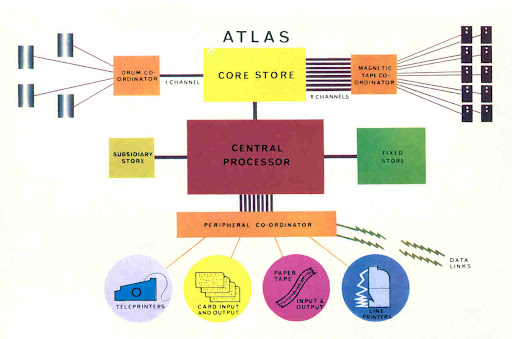 ATLAS
DRUM CO-
ORDINATOR
1 CHANNEL
CORE STORE
8 CHANNELS
MAGNETIC
TAPE CO-
ORDINATOR
SUBSIDIARY
STORE
CENTRAL
PROCESSOR
FIXED
STORE
PERIPHERAL CO-ORDINATOR
DATA
LINKS
TELEPRINTERS
CARD INPUT
AND OUTPUT
PAPER
TAPE
INPUT &
OUTPUT
LINE
PRINTERS